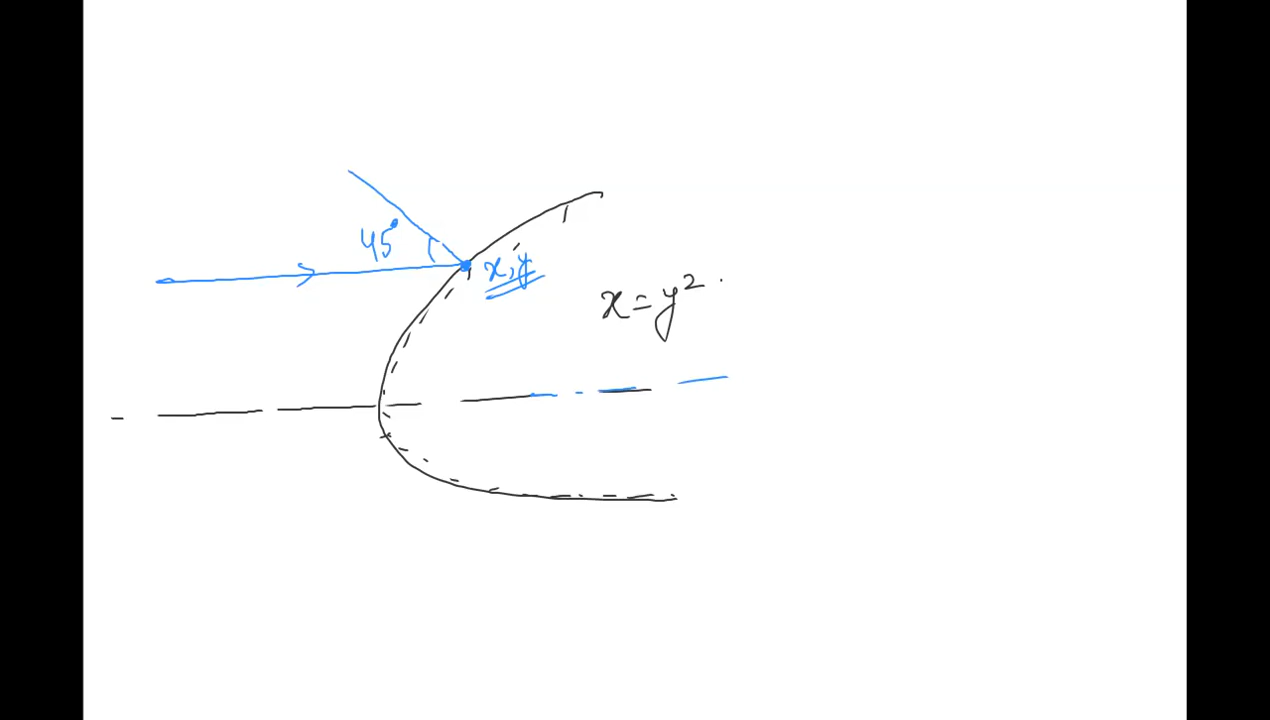 45°
x, y
x = y²